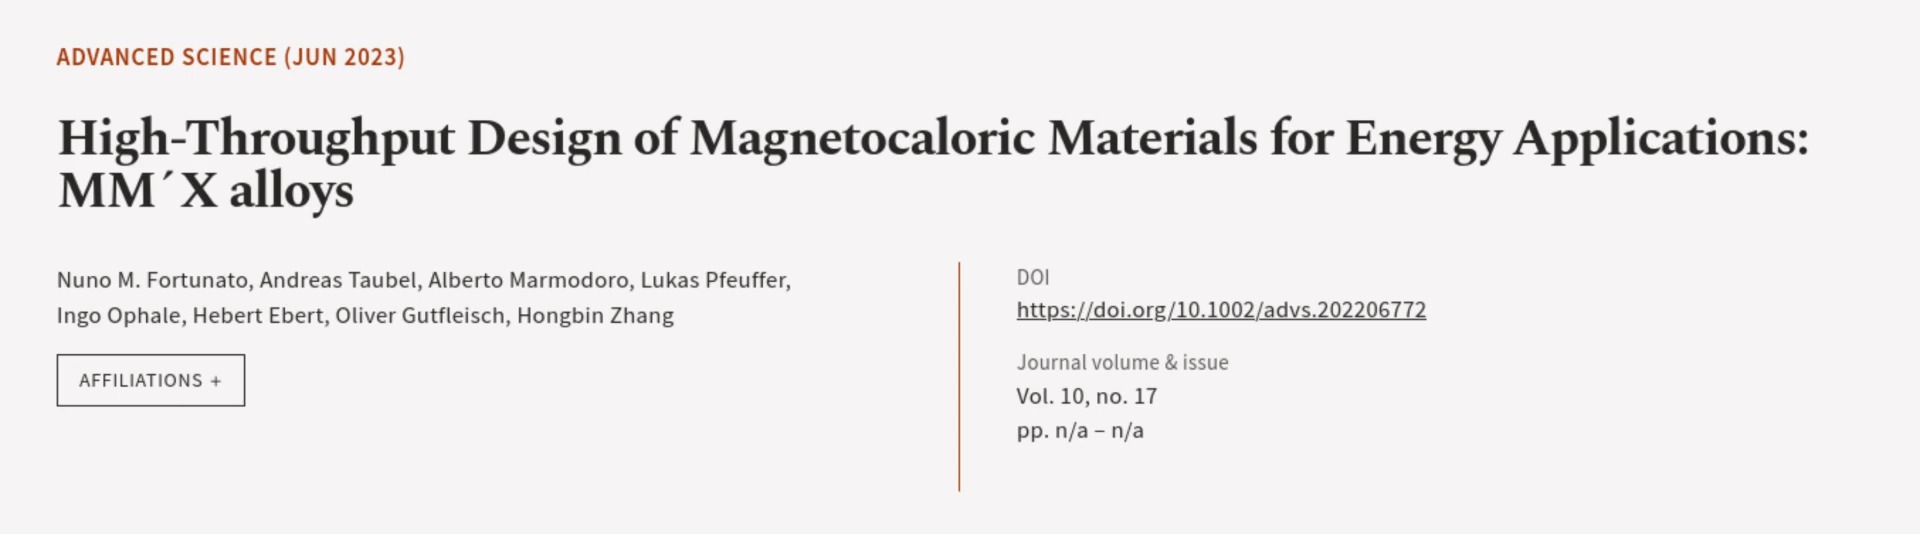 ADVANCED SCIENCE (JUN 2023)
High-Throughput Design of Magnetocaloric Materials for Energy Applications:
MM´X alloys
Nuno M. Fortunato, Andreas Taubel, Alberto Marmodoro, Lukas Pfeuffer,
Ingo Ophale, Hebert Ebert, Oliver Gutfleisch, Hongbin Zhang
AFFILIATIONS +
DOI
https://doi.org/10.1002/advs.202206772
Journal volume & issue
Vol. 10, no. 17
pp. n/a – n/a